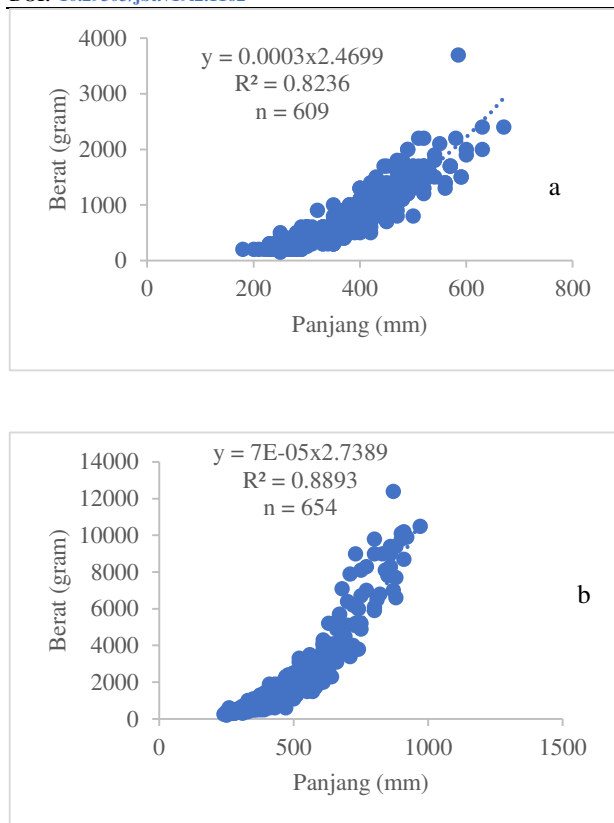 y = 0.0003x2.4699
R² = 0.8236
n = 609
4000
3000
2000
1000
0
Berat (gram)
a
0
200
400
600
800
Panjang (mm)
y = 7E-05x2.7389
R² = 0.8893
n = 654
14000
12000
10000
8000
6000
4000
2000
0
Berat (gram)
b
0
500
1000
1500
Panjang (mm)